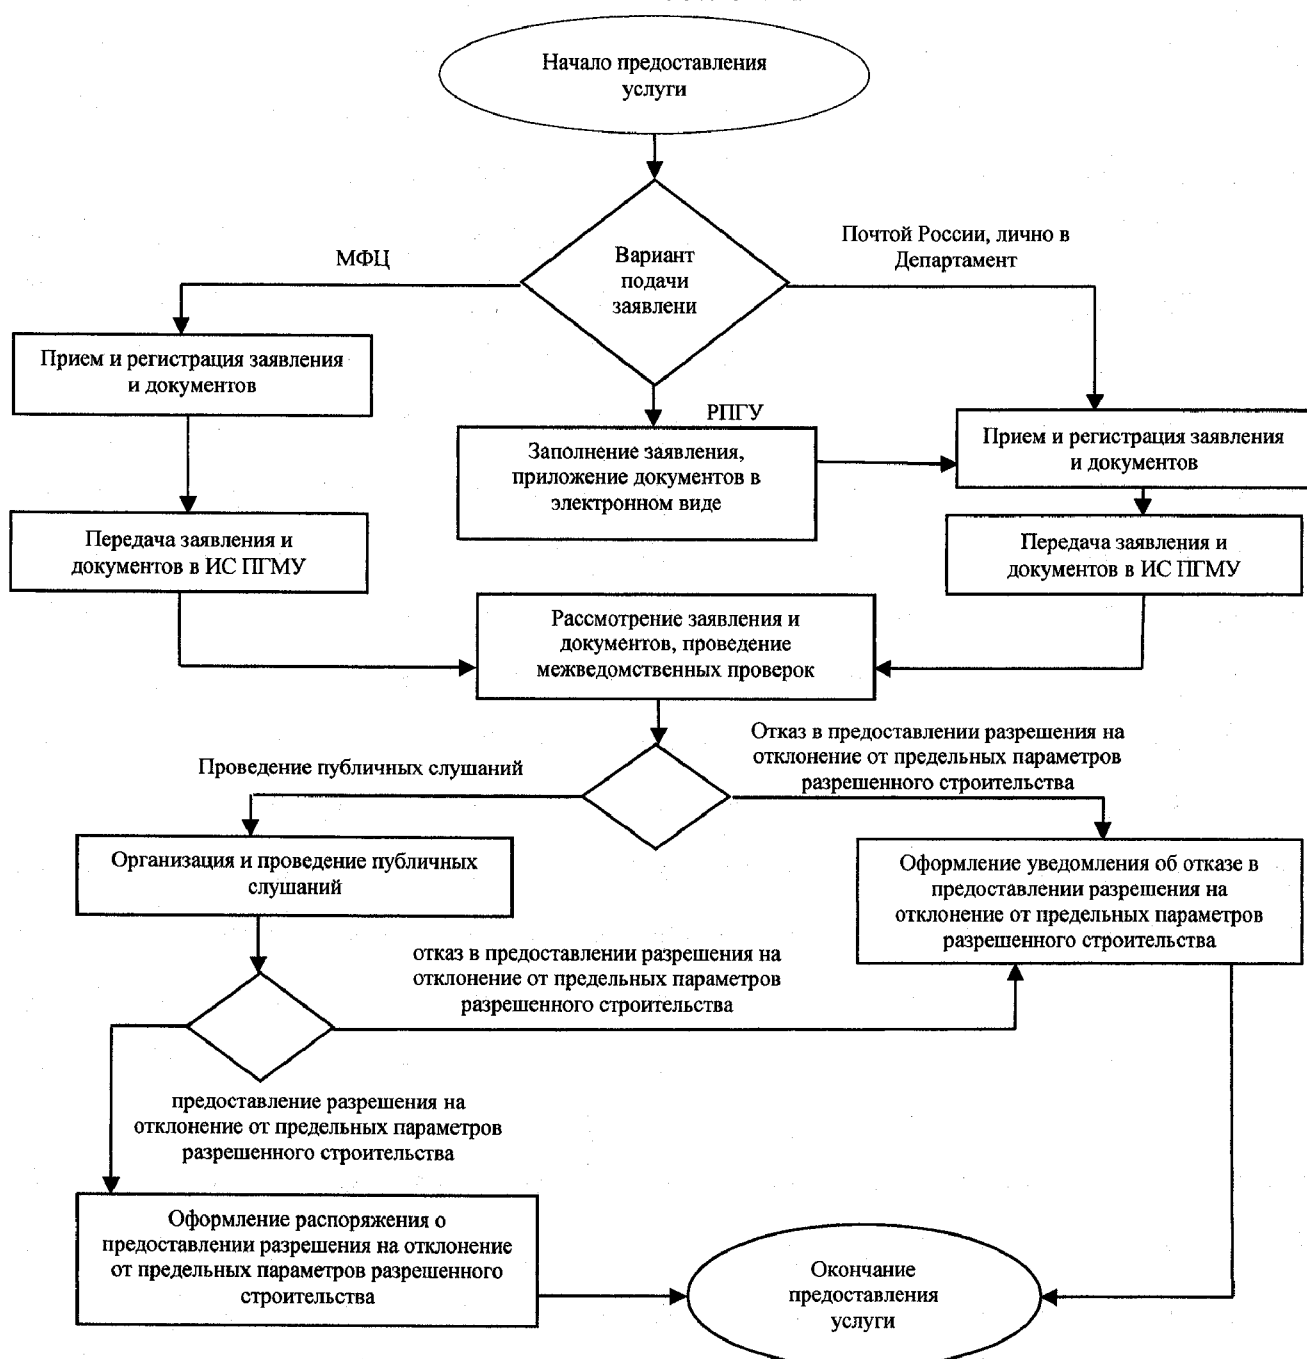 Начало предоставления
услуги
Вариант
подачи
заявлени
МФЦ
Почтой России, лично в
Департамент
РПГУ
Прием и регистрация заявления
и документов
Заполнение заявления,
приложение документов в
электронном виде
Прием и регистрация заявления
и документов
Передача заявления и
документов в ИС ПГМУ
Передача заявления и
документов в ИС ПГМУ
Рассмотрение заявления и
документов, проведение
межведомственных проверок
Проведение публичных слушаний
Отказ в предоставлении разрешения на
отклонение от предельных параметров
разрешенного строительства
Организация и проведение публичных
слушаний
Оформление уведомления об отказе в
предоставлении разрешения на
отклонение от предельных параметров
разрешенного строительства
отказ в предоставлении разрешения на
отклонение от предельных параметров
разрешенного строительства
предоставление разрешения на
отклонение от предельных параметров
разрешенного строительства
Оформление распоряжения о
предоставлении разрешения на отклонение
от предельных параметров разрешенного
строительства
Окончание
предоставления
услуги